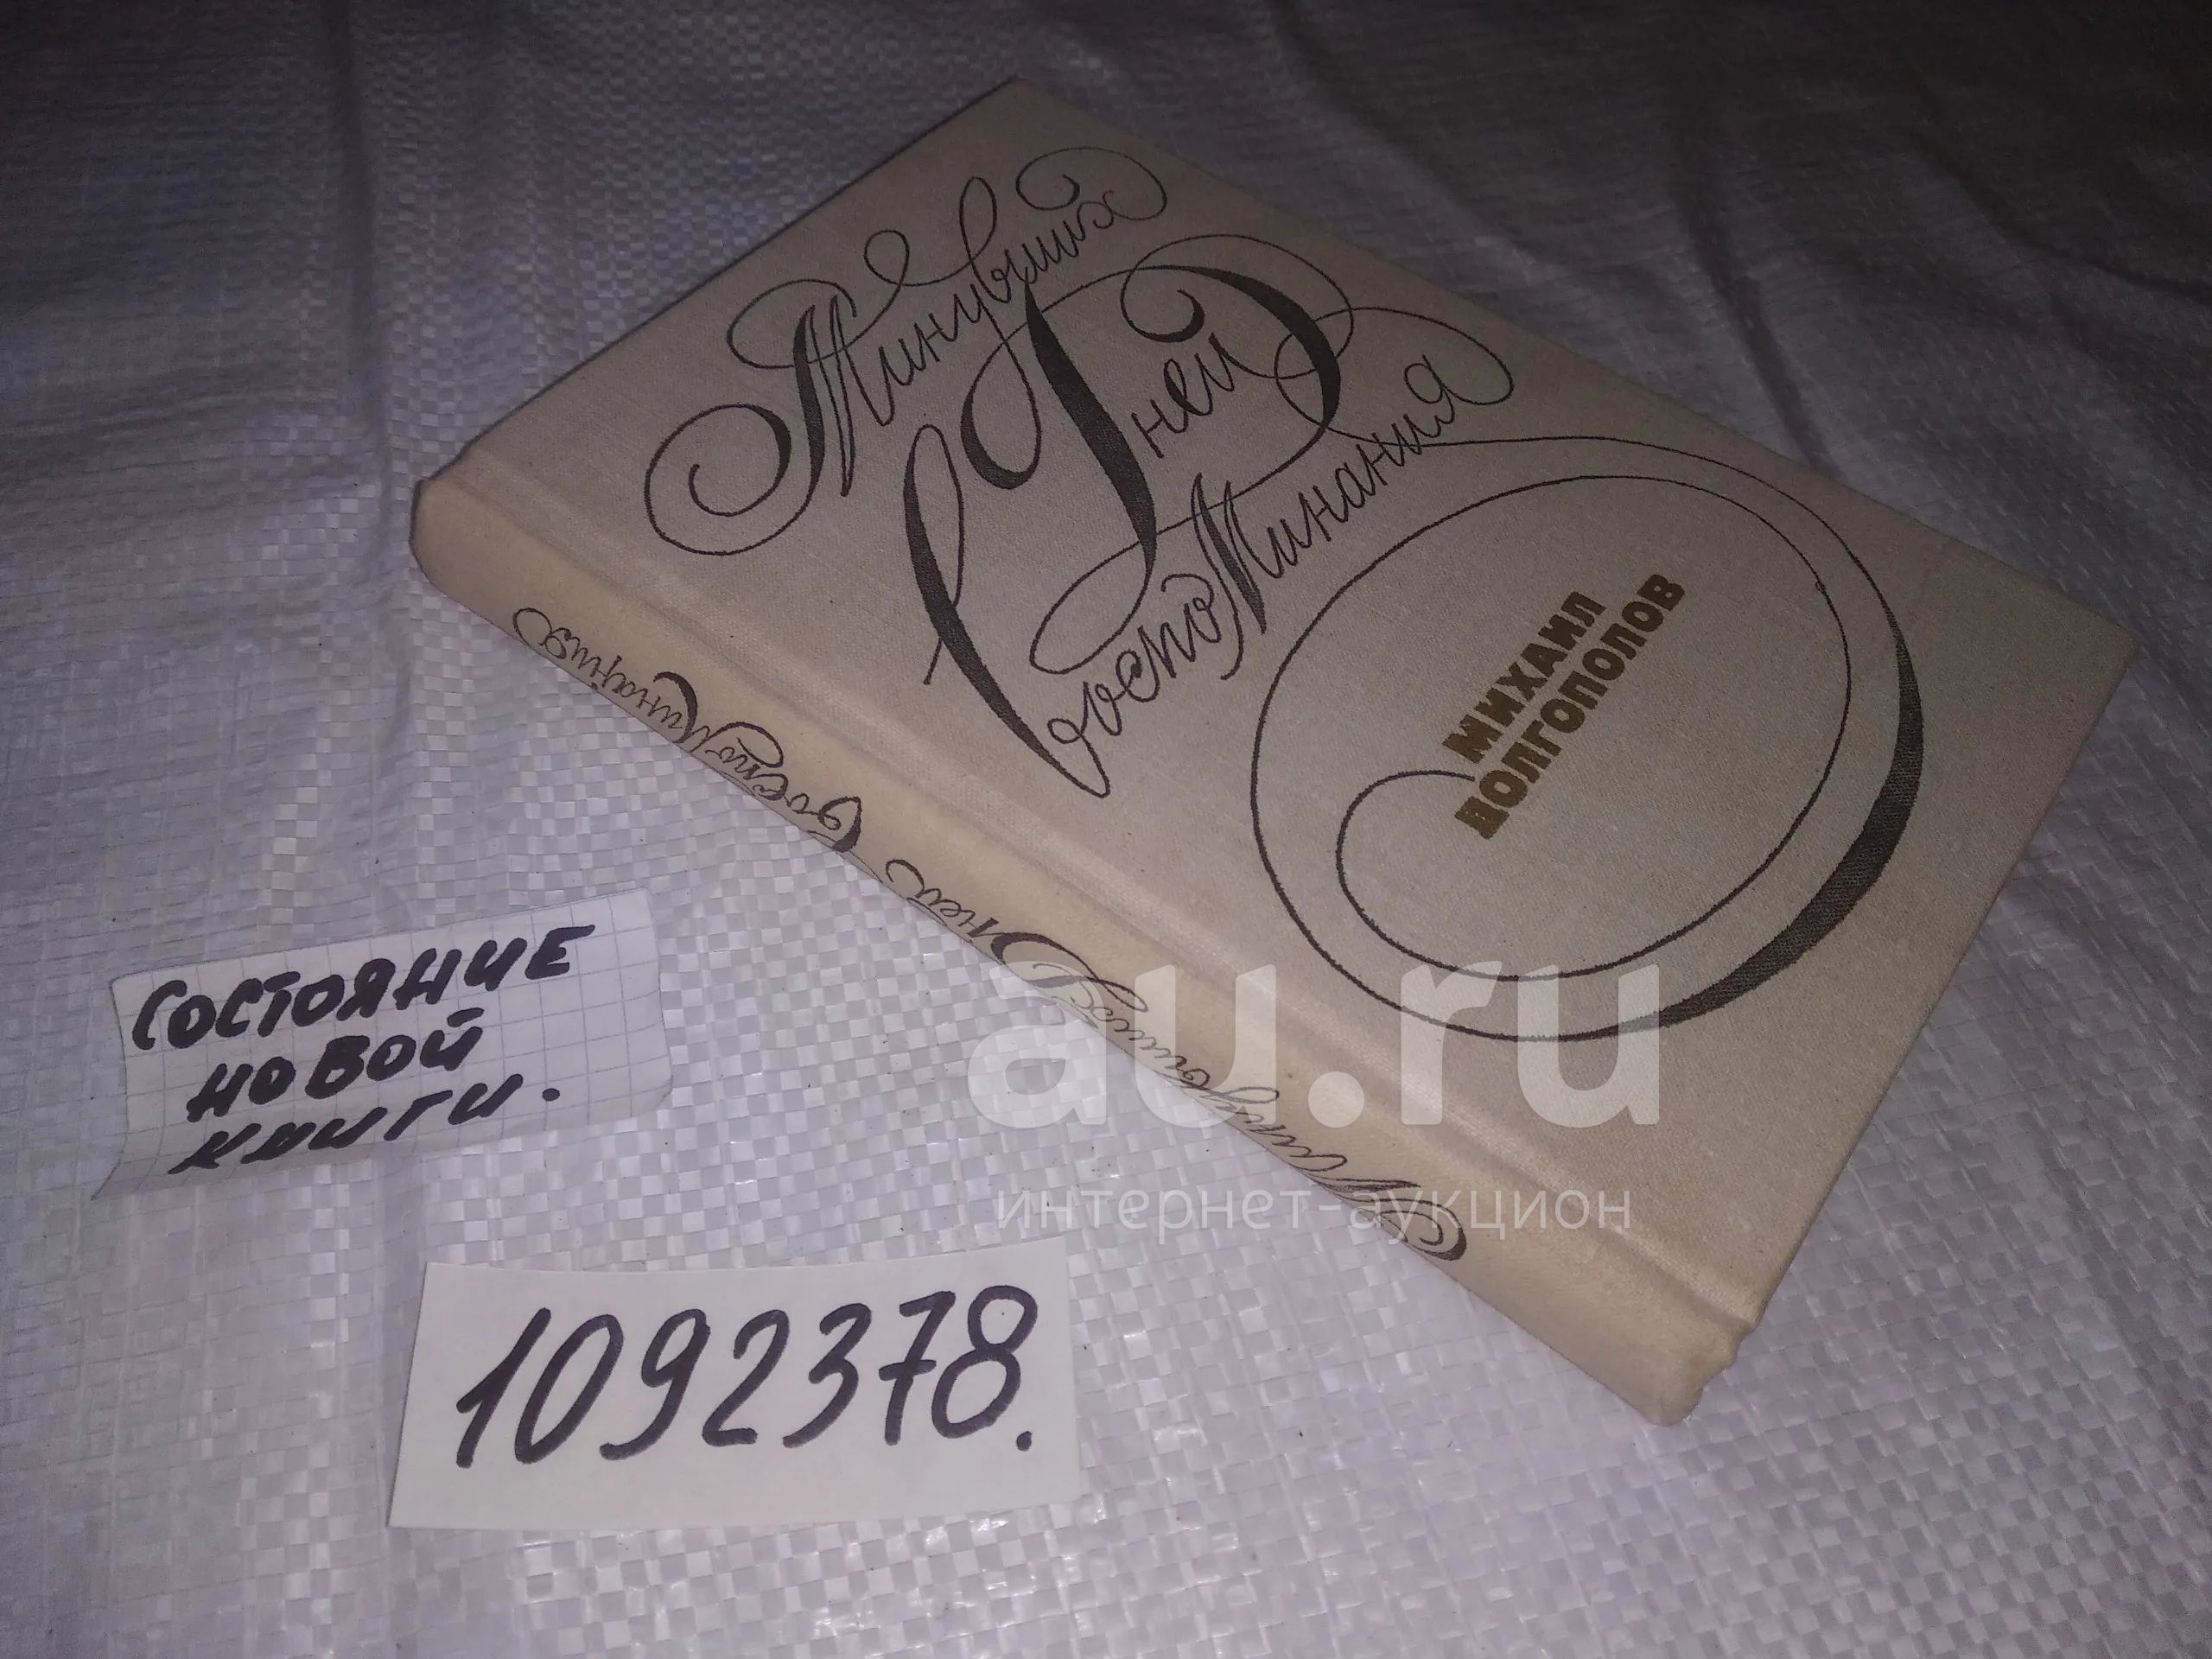 Минувших
Дней
воспоМинания
МИХАИЛ
ДОЛГОПОЛОВ
Минувших Дней воспоМинания
СОСТОЯНИЕ
НОВОЙ
КНИГИ.
1092378.
au.ru
интернет-аукцион